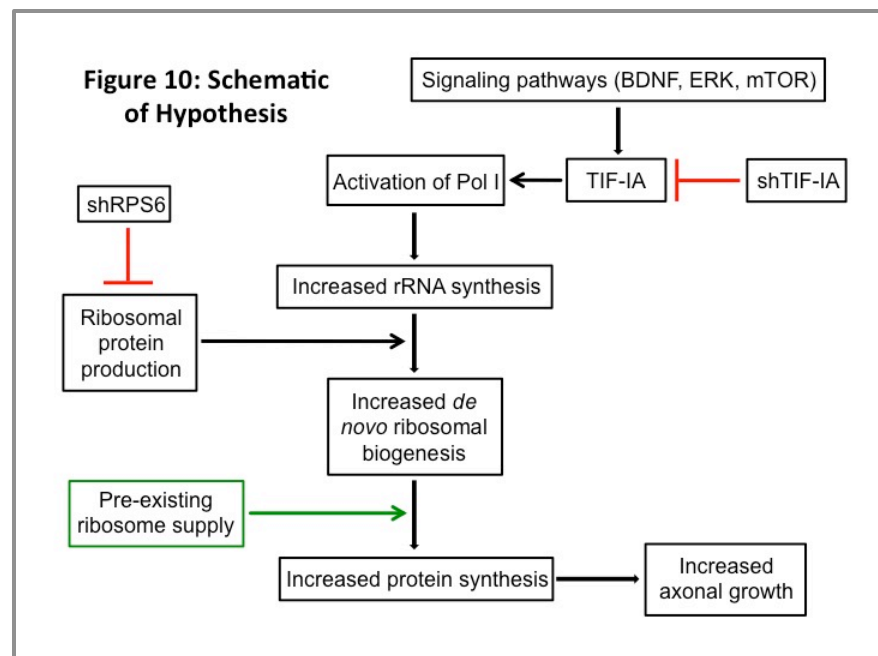 Figure 10: Schematic
of Hypothesis
Signaling pathways (BDNF, ERK, mTOR)
Activation of Pol I
TIF-IA
shTIF-IA
shRPS6
Increased rRNA synthesis
Ribosomal
protein
production
Increased de
novo ribosomal
biogenesis
Pre-existing
ribosome supply
Increased protein synthesis
Increased
axonal growth